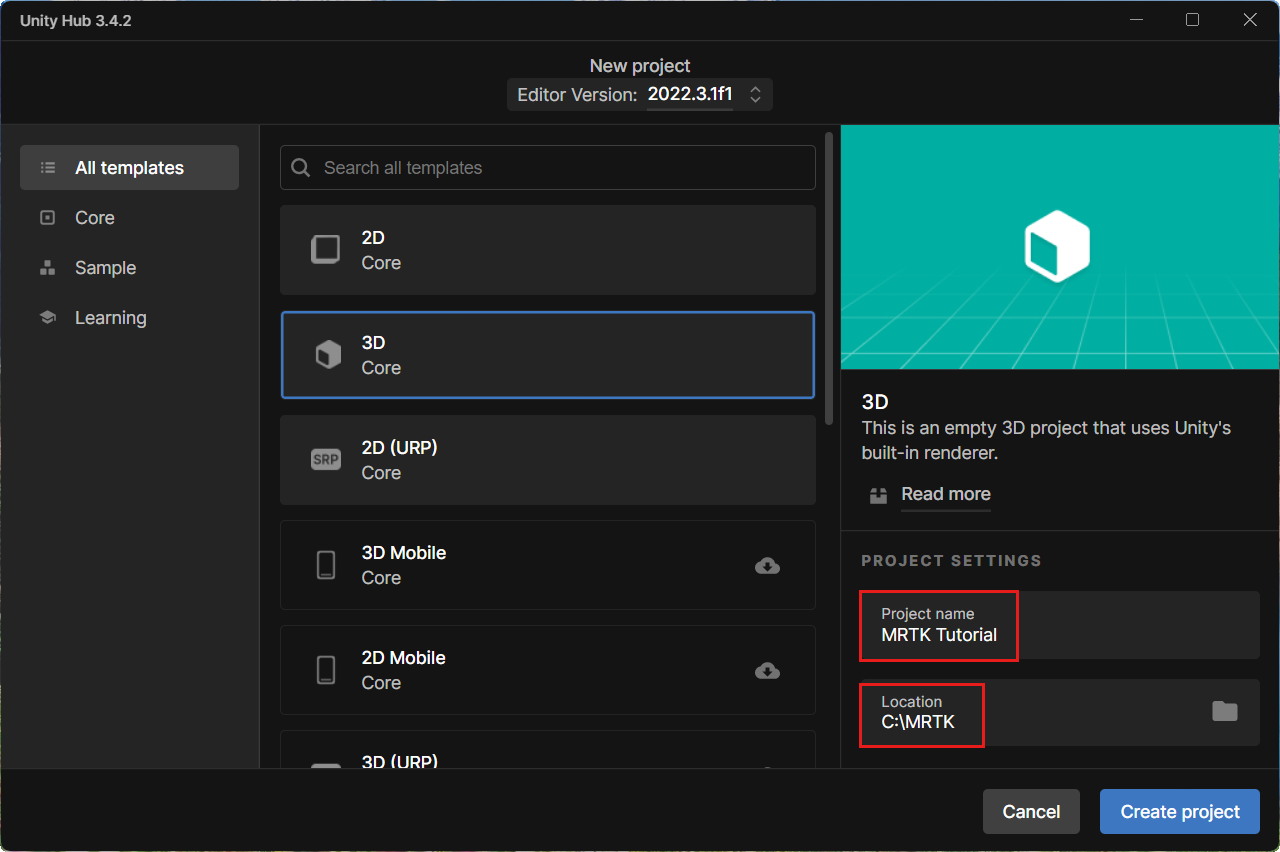 Unity Hub 3.4.2
New project
Editor Version: 2022.3.1f1
All templates
Core
Sample
Learning
Search all templates
2D
Core
3D
Core
SRP
2D (URP)
Core
3D Mobile
Core
2D Mobile
Core
3D (URP)
3D
This is an empty 3D project that uses Unity's
built-in renderer.
Read more
PROJECT SETTINGS
Project name
MRTK Tutorial
Location
C:\MRTK
Cancel
Create project